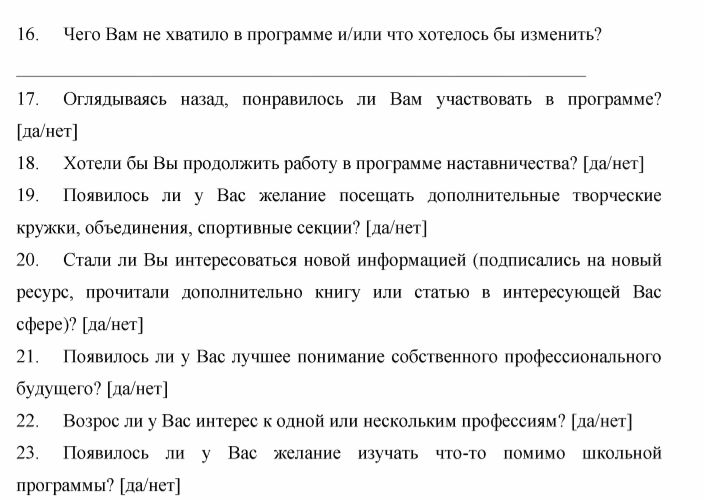 16. Чего Вам не хватило в программе и/или что хотелось бы изменить?
17. Оглядываясь назад, понравилось ли Вам участвовать в программе?
[да/нет]
18. Хотели бы Вы продолжить работу в программе наставничества? [да/нет]
19. Появилось ли у Вас желание посещать дополнительные творческие
кружки, объединения, спортивные секции? [да/нет]
20. Стали ли Вы интересоваться новой информацией (подписались на новый
ресурс, прочитали дополнительно книгу или статью в интересующей Вас
сфере)? [да/нет]
21. Появилось ли у Вас лучшее понимание собственного профессионального
будущего? [да/нет]
22. Возрос ли у Вас интерес к одной или нескольким профессиям? [да/нет]
23. Появилось ли у Вас желание изучать что-то помимо школьной
программы? [да/нет]